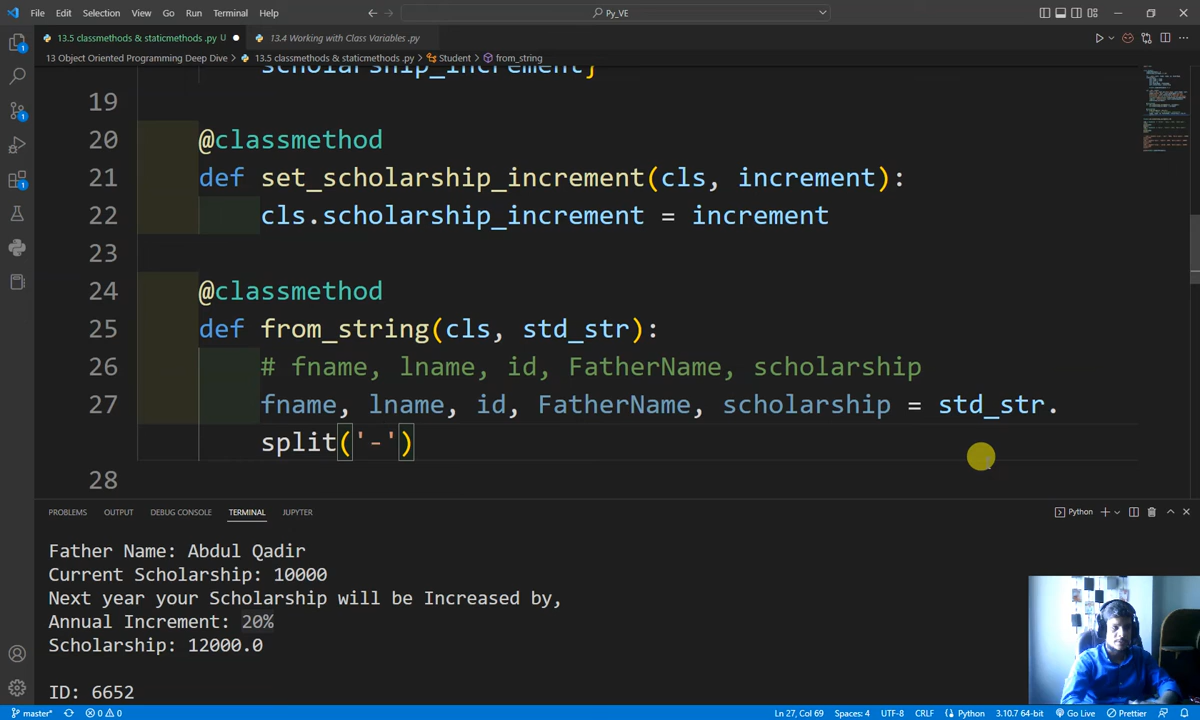 File Edit Selection View Go Run Terminal Help
Py_VE
13.5 classmethods & staticmethods .py U
13.4 Working with Class Variables .py
13 Object Oriented Programming Deep Dive > 13.5 classmethods & staticmethods .py > Student > from_string
scholarship_increment}
19
20 @classmethod
21 def set_scholarship_increment(cls, increment):
22 cls.scholarship_increment = increment
23
24 @classmethod
25 def from_string(cls, std_str):
26 # fname, lname, id, FatherName, scholarship
27 fname, lname, id, FatherName, scholarship = std_str.
split('-')
28
PROBLEMS OUTPUT DEBUG CONSOLE TERMINAL JUPYTER
Python
Father Name: Abdul Qadir
Current Scholarship: 10000
Next year your Scholarship will be Increased by,
Annual Increment: 20%
Scholarship: 12000.0
ID: 6652
master* 0 0 Ln 27, Col 69 Spaces: 4 UTF-8 CRLF Python 3.10.7 64-bit Go Live Prettier